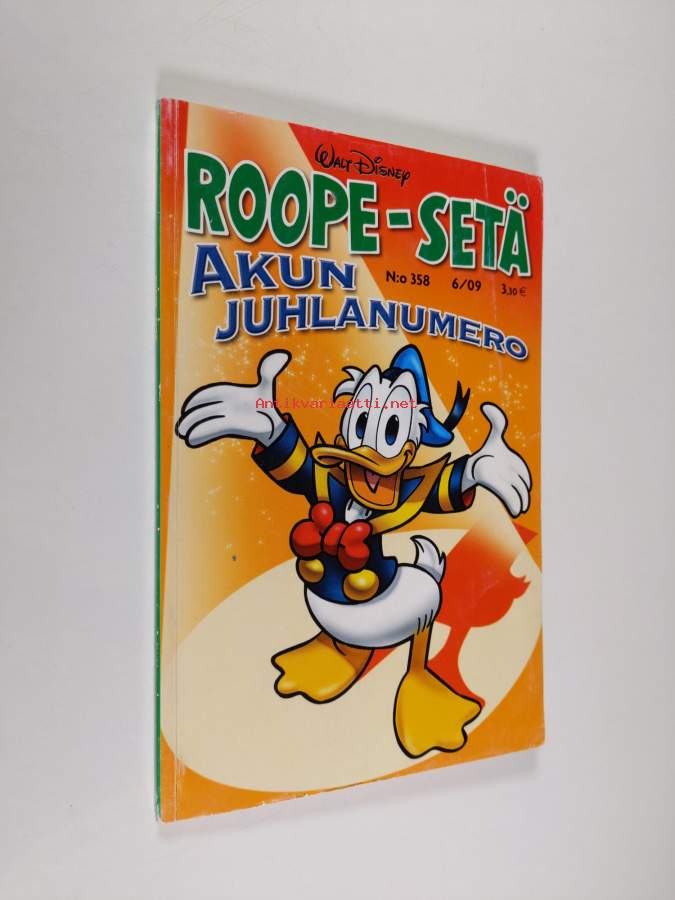 Walt Disney
ROOPE-SETÄ
AKUN
JUHLANUMERO
N:o 358 6/09 3,30 €
Antikvariaatti.net